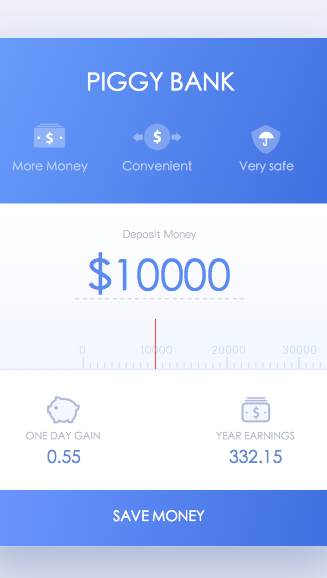 PIGGY BANK
$
$
More Money Convenient Very safe
Deposit Money
$10000
0 10000 20000 30000
$
ONE DAY GAIN YEAR EARNINGS
0.55 332.15
SAVE MONEY